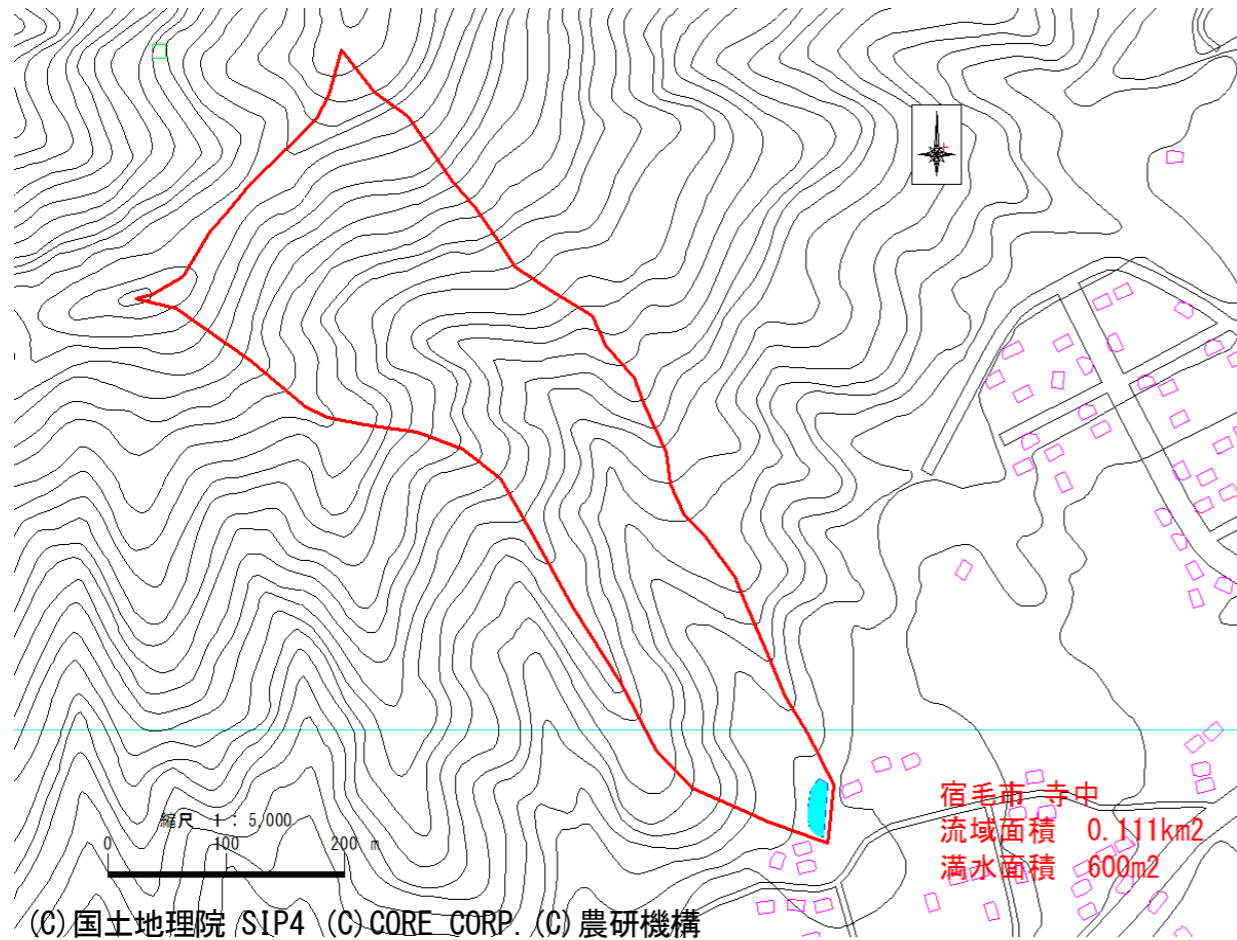 宿毛市 寺中
流域面積 0.111km2
満水面積 600m2
縮尺 1 : 5,000
0 100 200 m
(C)国土地理院 SIP4 (C)CORE CORP. (C)農研機構